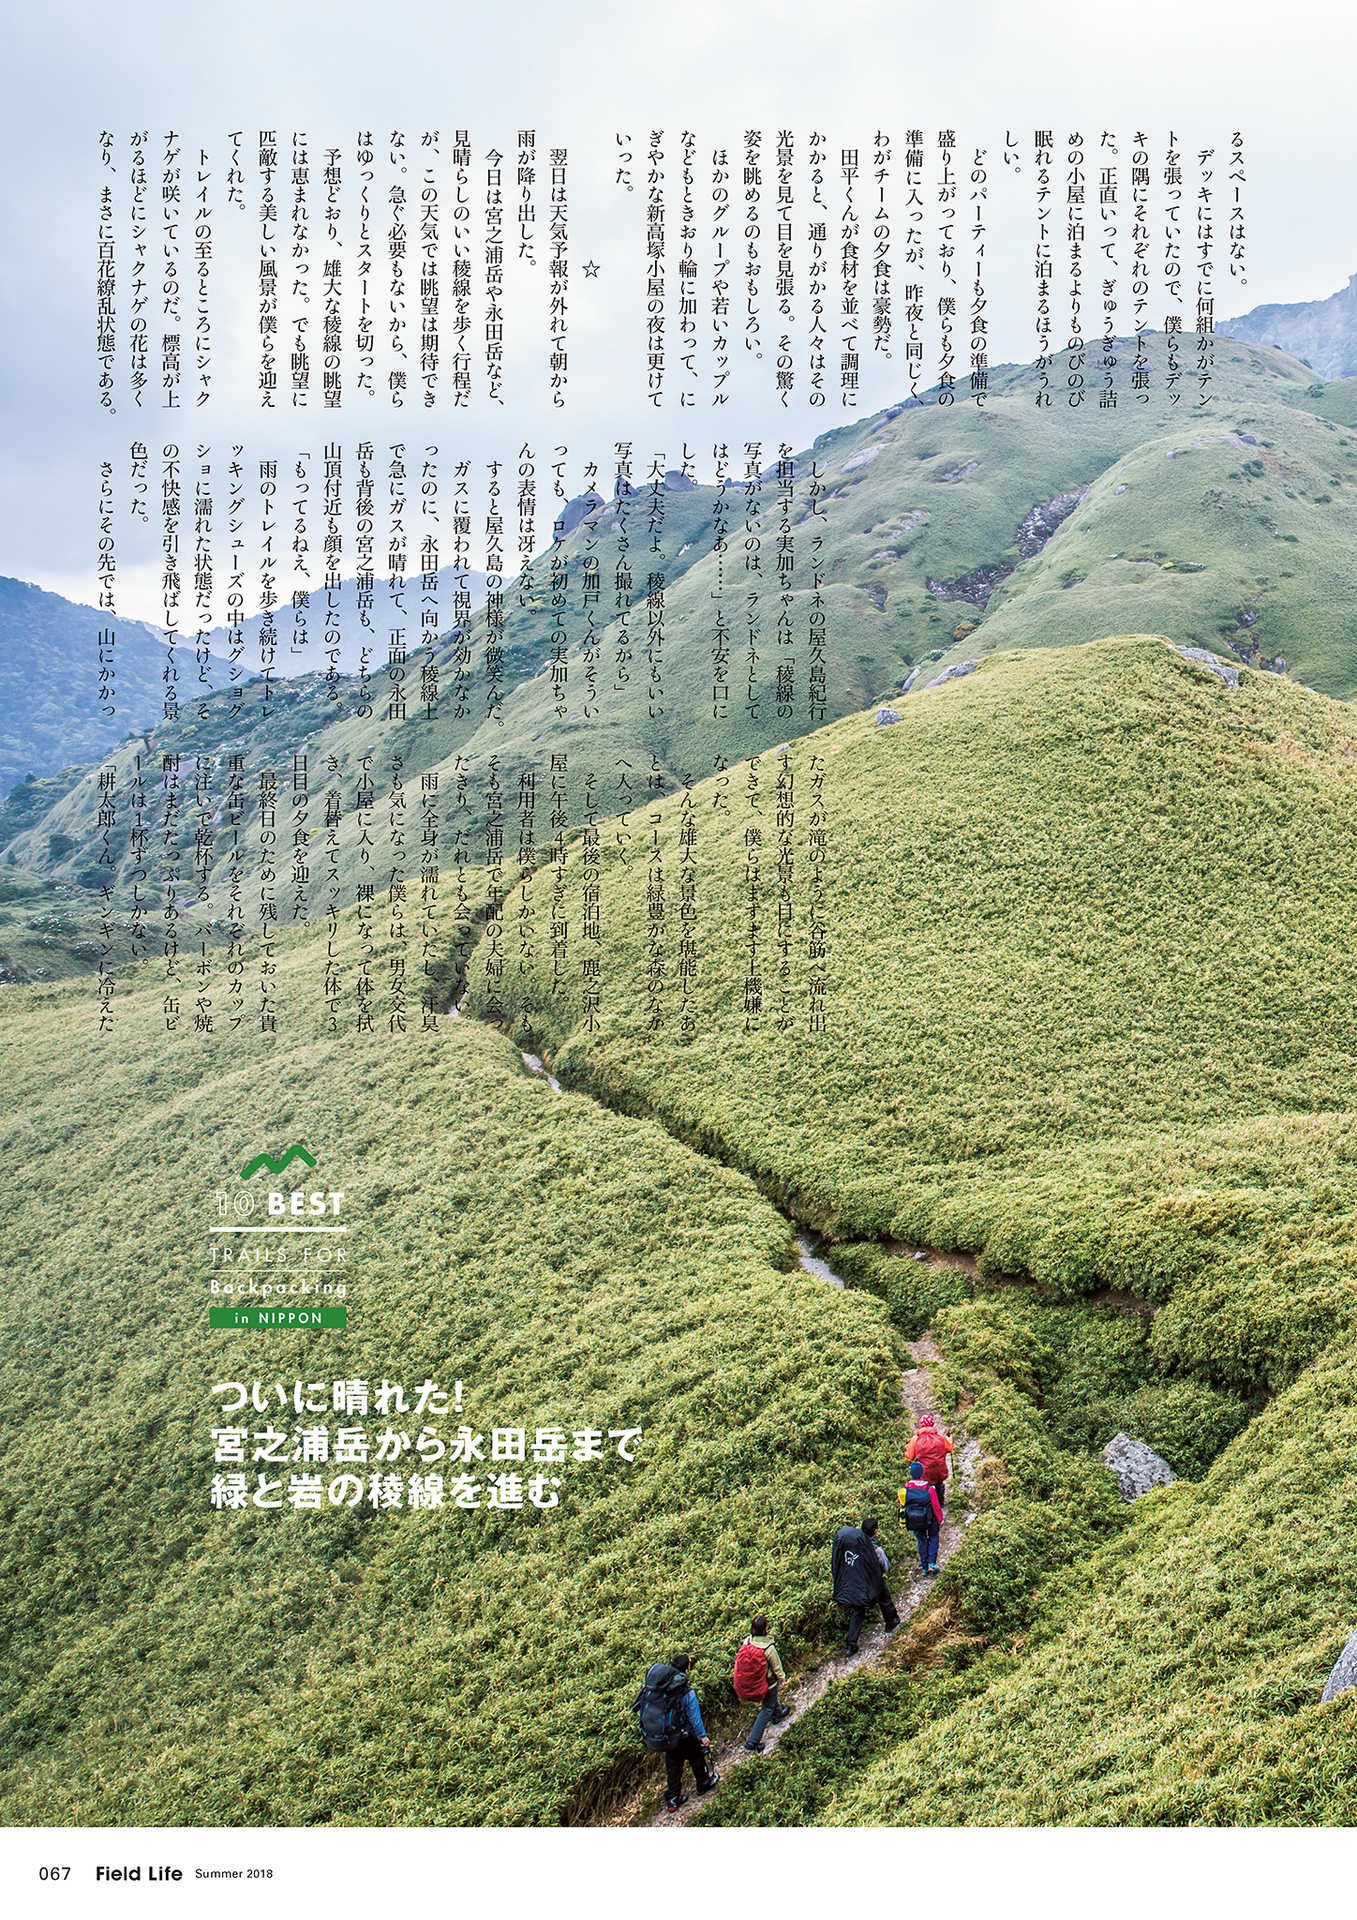 るスペースはない。
　デッキにはすでに何組かがテン
トを張っていたので、僕らもデッ
キの隅にそれぞれのテントを張っ
た。正直いって、ぎゅうぎゅう詰
めの小屋に泊まるよりものびのび
眠れるテントに泊まるほうがうれ
しい。
　どのパーティーも夕食の準備で
盛り上がっており、僕らも夕食の
準備に入ったが、昨夜と同じく、
わがチームの夕食は豪勢だ。
　田平くんが食材を並べて調理に
かかると、通りがかる人々はその
光景を見て目を見張る。その驚く
姿を眺めるのもおもしろい。
　ほかのグループや若いカップル
などもときおり輪に加わって、に
ぎやかな新高塚小屋の夜は更けて
いった。
☆
　翌日は天気予報が外れて朝から
雨が降り出した。
　今日は宮之浦岳や永田岳など、
見晴らしのいい稜線を歩く行程だ
が、この天気では眺望は期待でき
ない。急ぐ必要もないから、僕ら
はゆっくりとスタートを切った。
　予想どおり、雄大な稜線の眺望
には恵まれなかった。でも眺望に
匹敵する美しい風景が僕らを迎え
てくれた。
　トレイルの至るところにシャク
ナゲが咲いているのだ。標高が上
がるほどにシャクナゲの花は多く
なり、まさに百花繚乱状態である。
　しかし、ランドネの屋久島紀行
を担当する実加ちゃんは「稜線の
写真がないのは、ランドネとして
はどうかなあ……」と不安を口に
した。
「大丈夫だよ。稜線以外にもいい
写真はたくさん撮れてるから」
　カメラマンの加戸くんがそうい
っても、ロケが初めての実加ちゃ
んの表情は冴えない。
　すると屋久島の神様が微笑んだ。
　ガスに覆われて視界が効かなか
ったのに、永田岳へ向かう稜線上
で急にガスが晴れて、正面の永田
岳も背後の宮之浦岳も、どちらの
山頂付近も顔を出したのである。
「もってるねえ、僕らは」
　雨のトレイルを歩き続けてトレ
ッキングシューズの中はグショグ
ショに濡れた状態だったけど、そ
の不快感を引き飛ばしてくれる景
色だった。
　さらにその先では、山にかかっ
たガスが滝のように谷筋へ流れ出
す幻想的な光景も目にすることが
できて、僕らはますます上機嫌に
なった。
　そんな雄大な景色を堪能したあ
とは、コースは緑豊かな森のなか
へ入っていく。
　そして最後の宿泊地、鹿之沢小
屋に午後4時すぎに到着した。
　利用者は僕らしかいない。そも
そも宮之浦岳で年配の夫婦に会っ
たきり、だれとも会っていない。
　雨に全身が濡れていたし、汗臭
さも気になった僕らは、男女交代
で小屋に入り、裸になって体を拭
き、着替えてスッキリした体で3
日目の夕食を迎えた。
　最終日のために残しておいた貴
重な缶ビールをそれぞれのカップ
に注いで乾杯する。バーボンや焼
酎はまだたっぷりあるけど、缶ビ
ールは1杯ずつしかない。
「耕太郎くん。ギンギンに冷えた
10 BEST
TRAILS FOR
Backpacking
in NIPPON
ついに晴れた!
宮之浦岳から永田岳まで
緑と岩の稜線を進む
067 Field Life Summer 2018